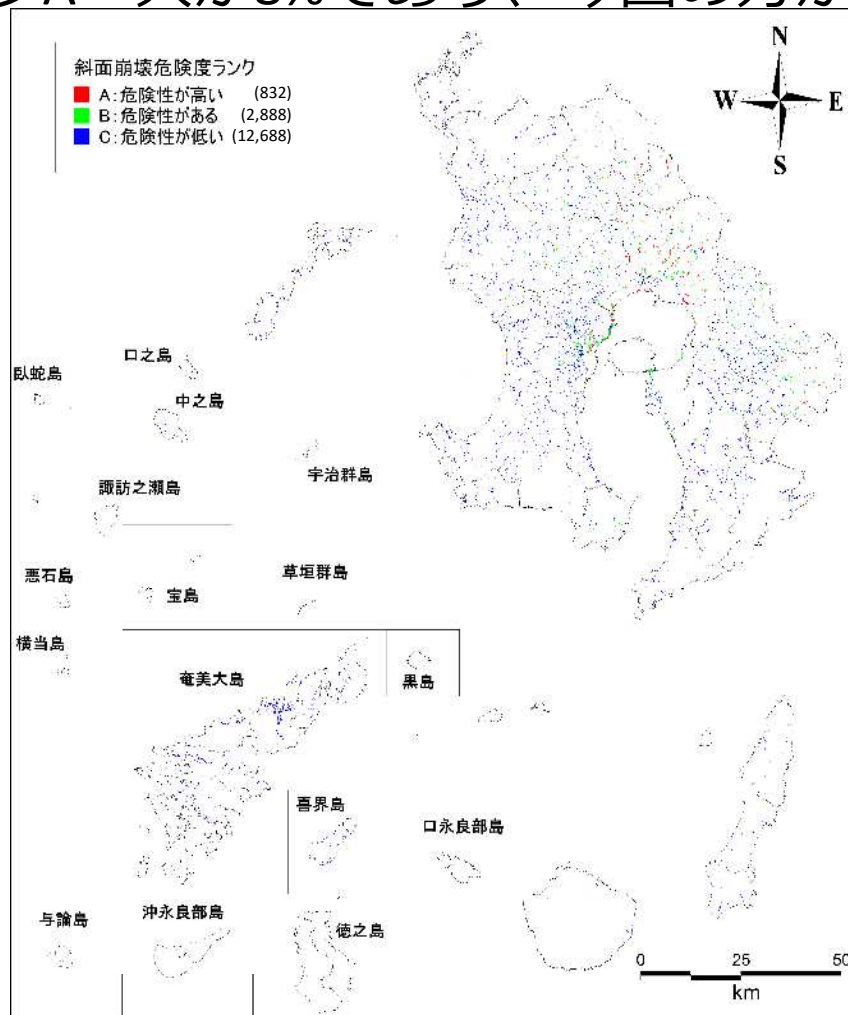 斜面崩壊危険度ランク
A:危険性が高い (832)
B:危険性がある (2,888)
C:危険性が低い (12,688)
N
W E
S
口之島
臥蛇島
中之島
宇治群島
諏訪之瀬島
悪石島
宝島
草垣群島
横当島
奄美大島
黒島
喜界島
口永良部島
与論島
沖永良部島
徳之島
0 25 50
km